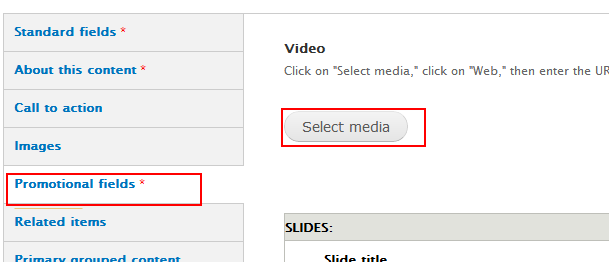 Standard fields *
About this content *
Call to action
Images
Promotional fields *
Related items
Primary grouped content
Video
Click on "Select media," click on "Web," then enter the UR
Select media
SLIDES:
Slide title